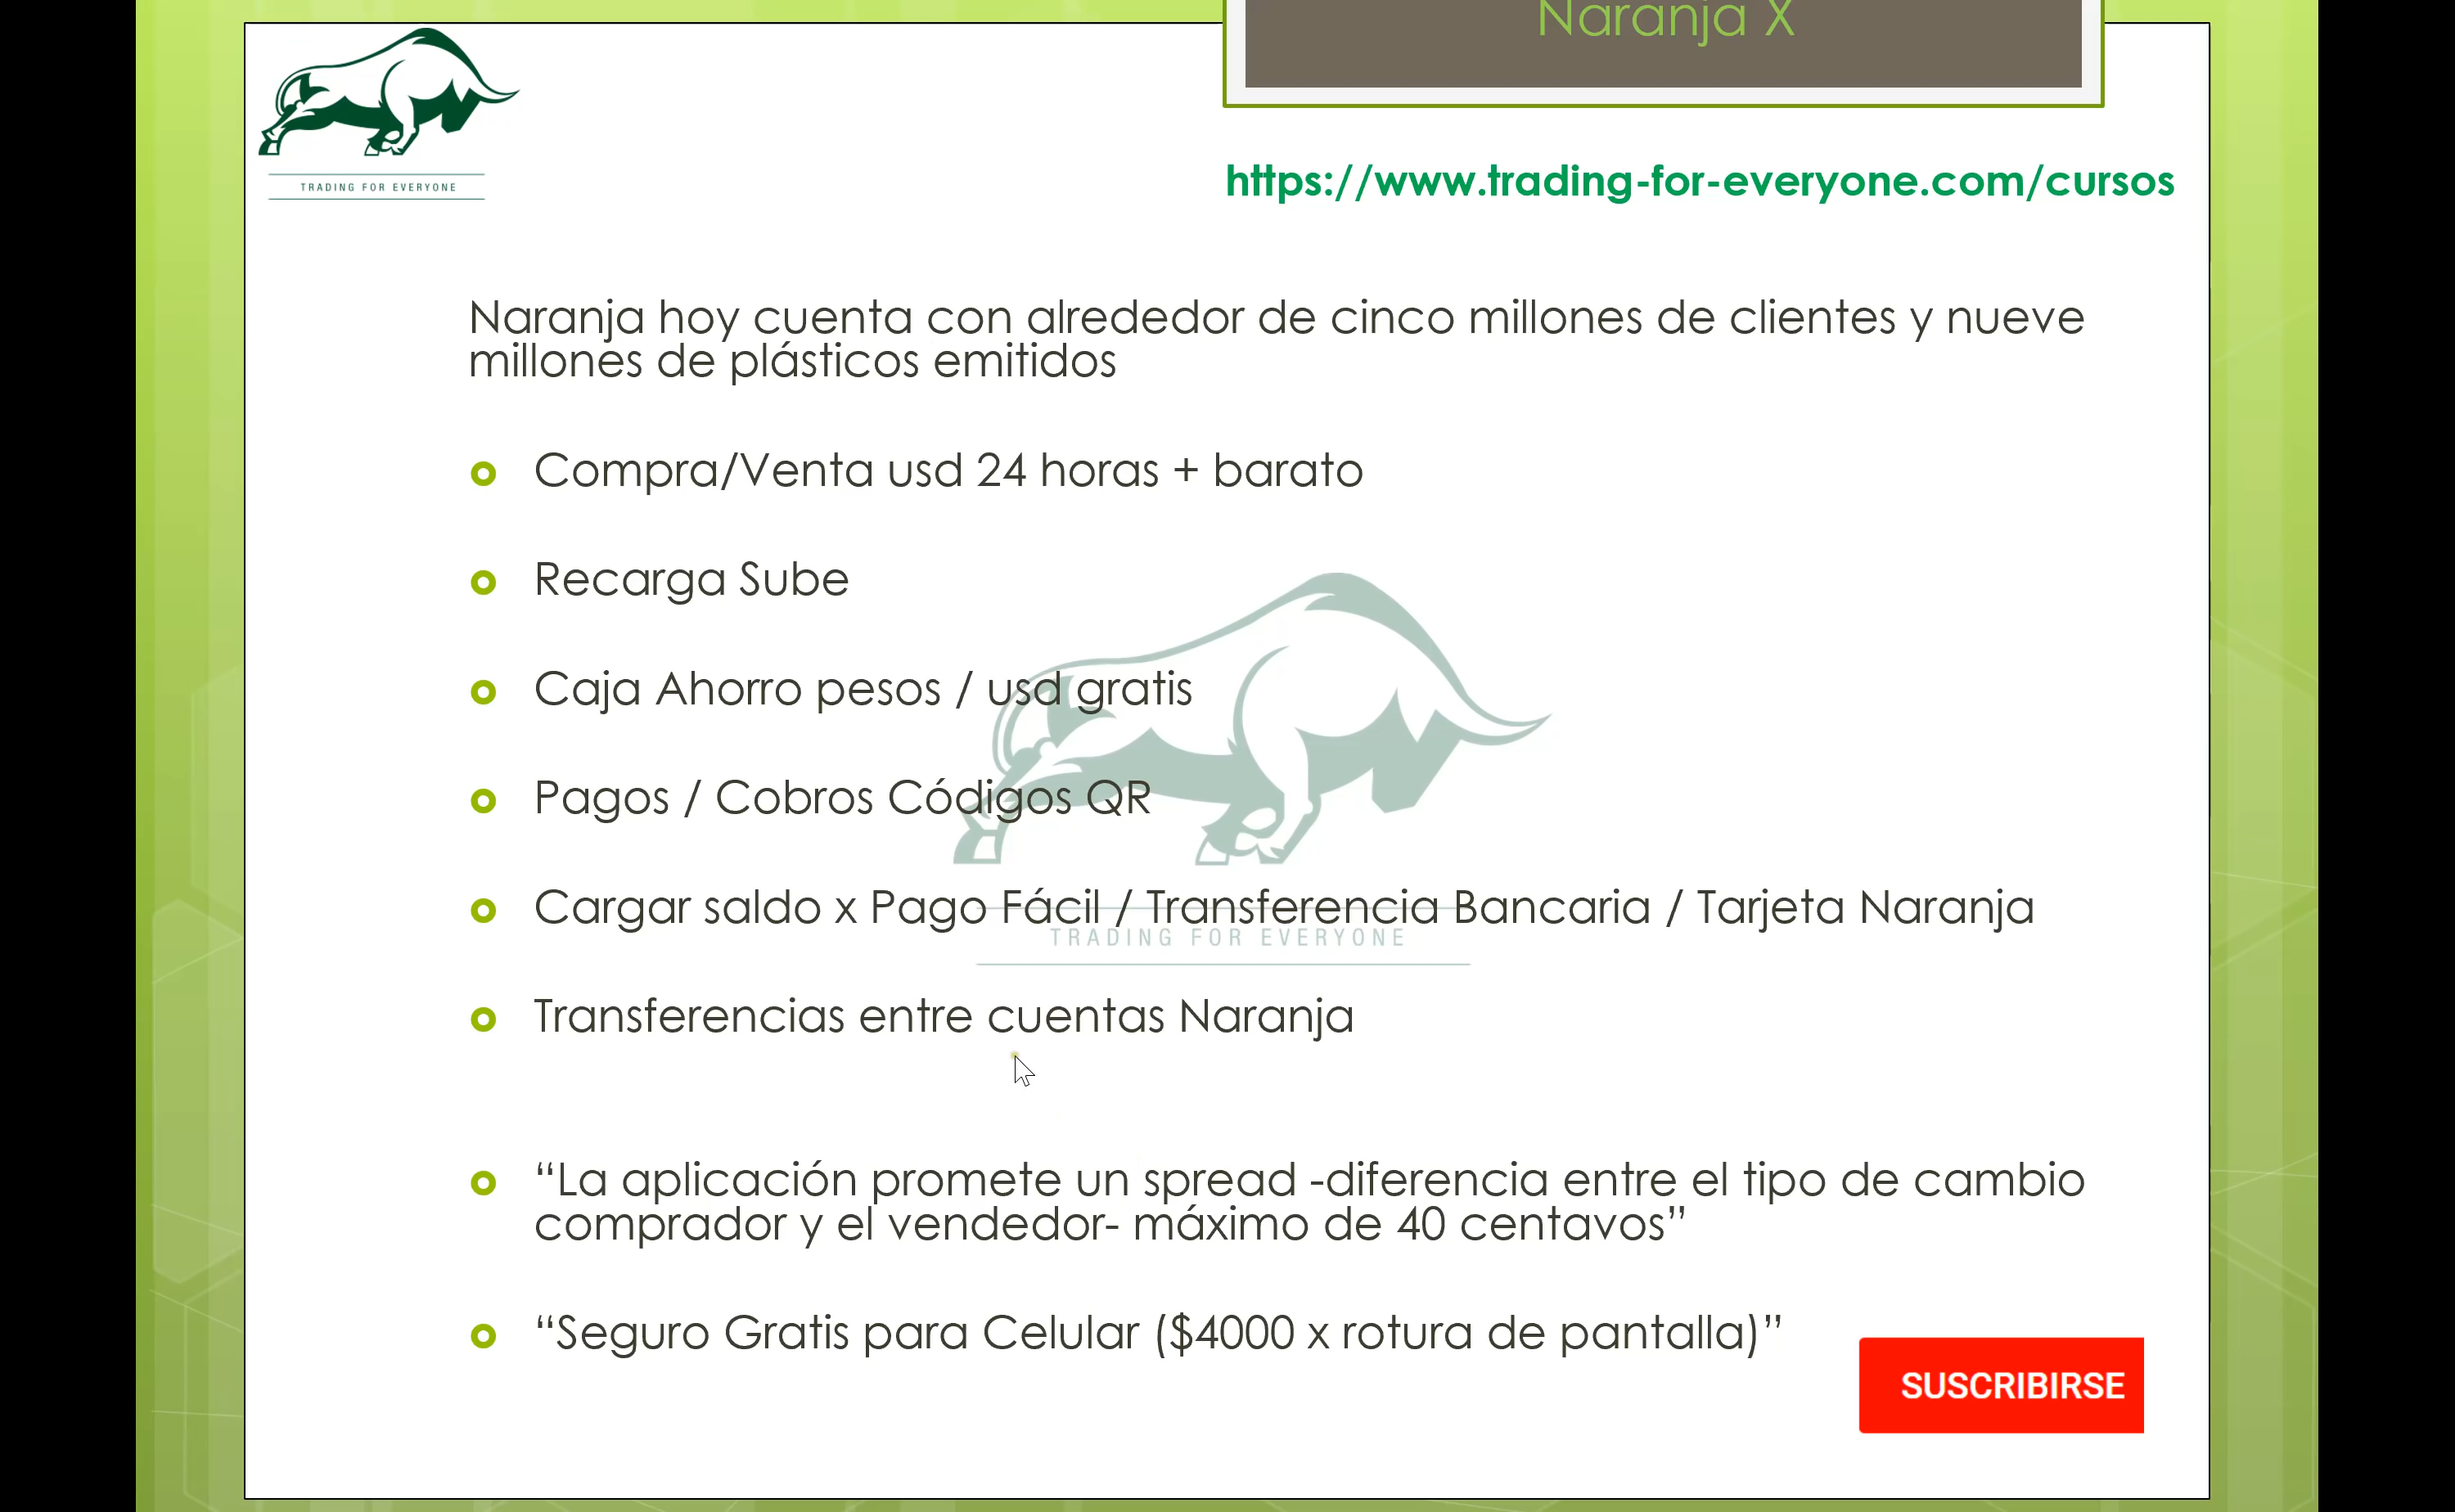 Naranja X
TRADING FOR EVERYONE
https://www.trading-for-everyone.com/cursos
Naranja hoy cuenta con alrededor de cinco millones de clientes y nueve
millones de plásticos emitidos
Compra/Venta usd 24 horas + barato
Recarga Sube
Caja Ahorro pesos / usd gratis
Pagos / Cobros Códigos QR
Cargar saldo x Pago Fácil / Transferencia Bancaria / Tarjeta Naranja
TRADING FOR EVERYONE
Transferencias entre cuentas Naranja
“La aplicación promete un spread -diferencia entre el tipo de cambio
comprador y el vendedor- máximo de 40 centavos”
“Seguro Gratis para Celular ($4000 x rotura de pantalla)”
SUSCRIBIRSE